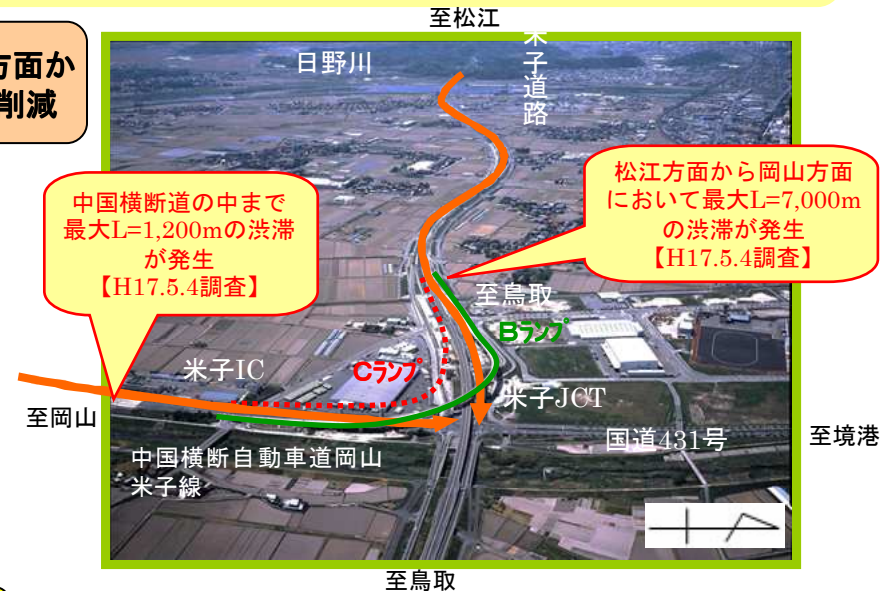 至松江
方面か
削減
日野川
米子道路
中国横断道の中まで
最大L=1,200mの渋滞
が発生
【H17.5.4調査】
松江方面から岡山方面
において最大L=7,000m
の渋滞が発生
【H17.5.4調査】
至鳥取
Bランプ
Cランプ
米子IC
米子JCT
至岡山
国道431号
至境港
中国横断自動車道岡山
米子線
至鳥取